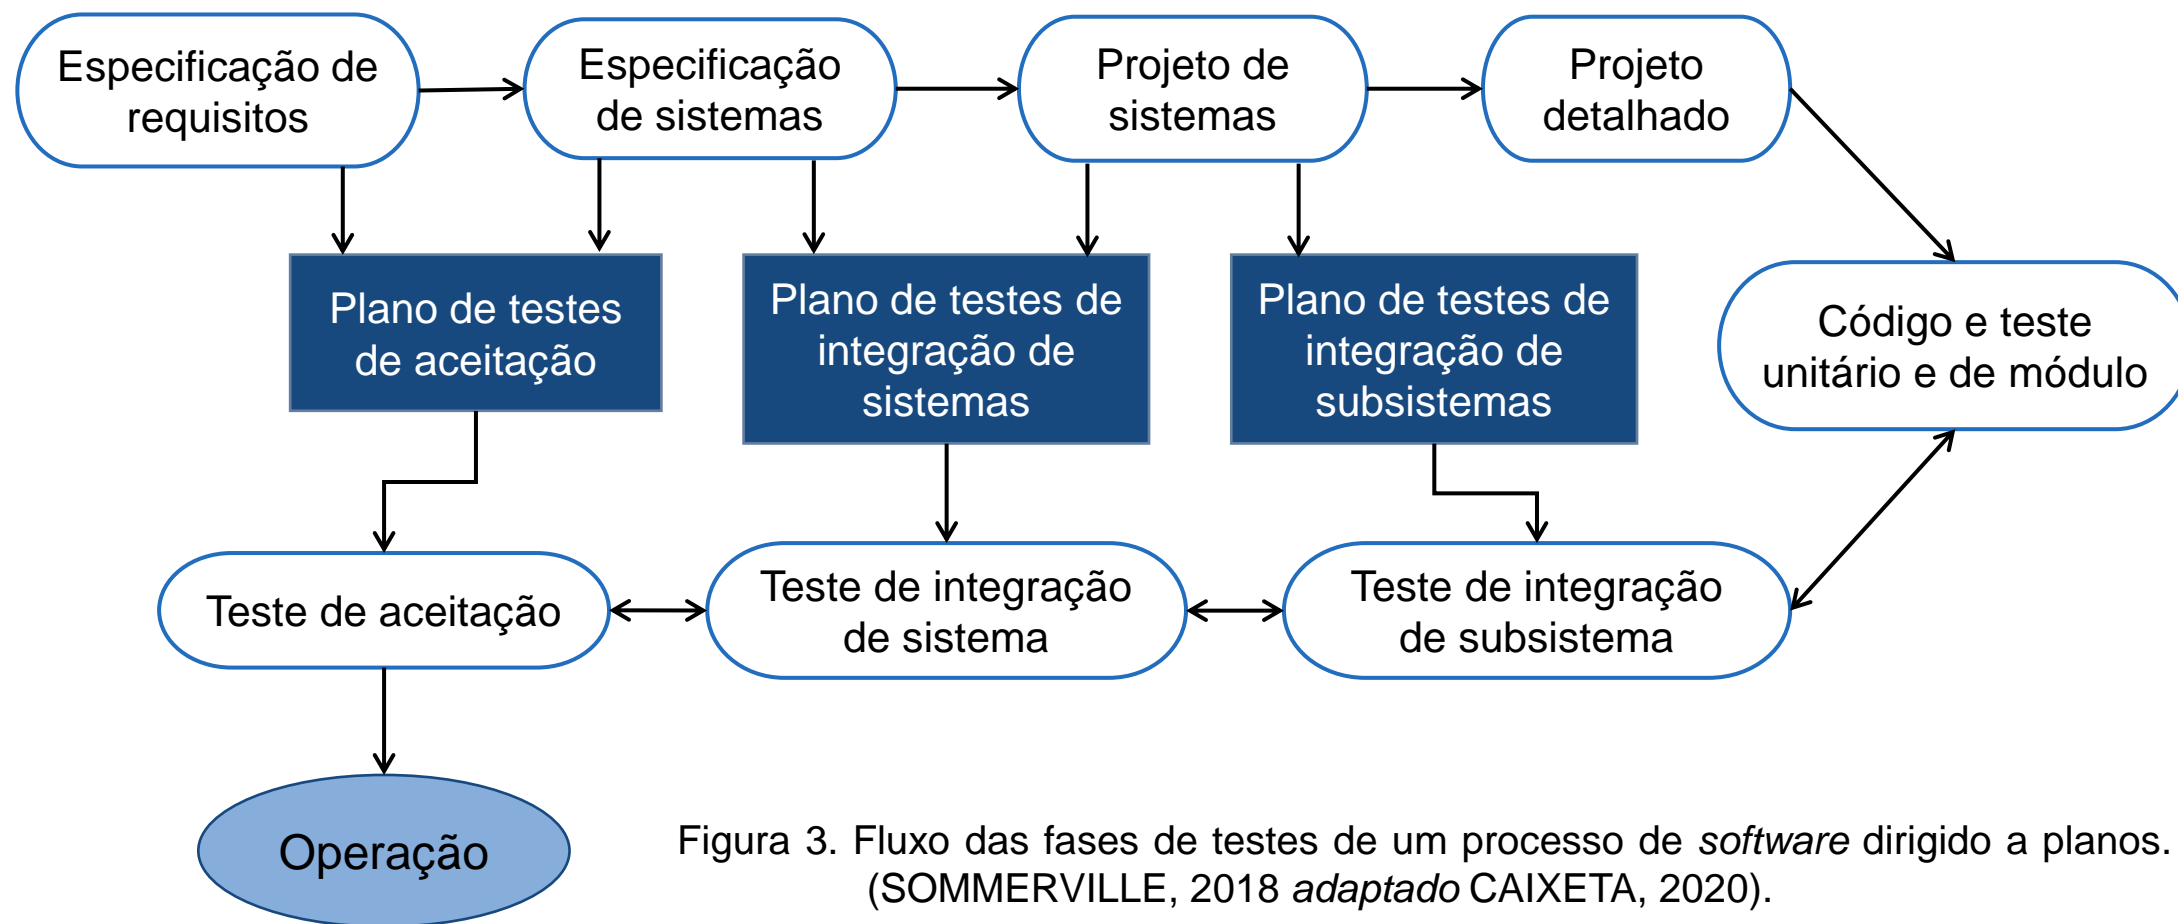 Especificação de
requisitos
Especificação
de sistemas
Projeto de
sistemas
Projeto
detalhado
Plano de testes
de aceitação
Plano de testes de
integração de
sistemas
Plano de testes de
integração de
subsistemas
Código e teste
unitário e de módulo
Teste de aceitação
Teste de integração
de sistema
Teste de integração
de subsistema
Operação
Figura 3. Fluxo das fases de testes de um processo de software dirigido a planos.
(SOMMERVILLE, 2018 adaptado CAIXETA, 2020).